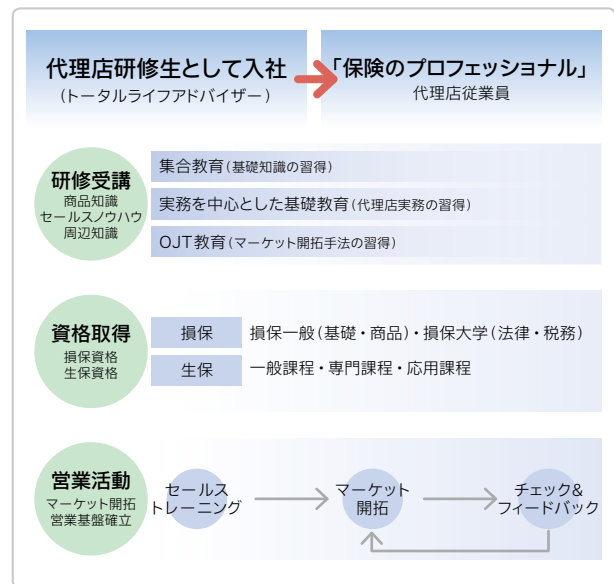 代理店研修生として入社
(トータルライフアドバイザー)
「保険のプロフェッショナル」
代理店従業員
研修受講
商品知識
セールスノウハウ
周辺知識
集合教育(基礎知識の習得)
実務を中心とした基礎教育(代理店実務の習得)
OJT教育(マーケット開拓手法の習得)
資格取得
損保資格
生保資格
損保
損保一般(基礎・商品)・損保大学(法律・税務)
生保
一般課程・専門課程・応用課程
営業活動
マーケット開拓
営業基盤確立
セールス
トレーニング
マーケット
開拓
チェック&
フィードバック